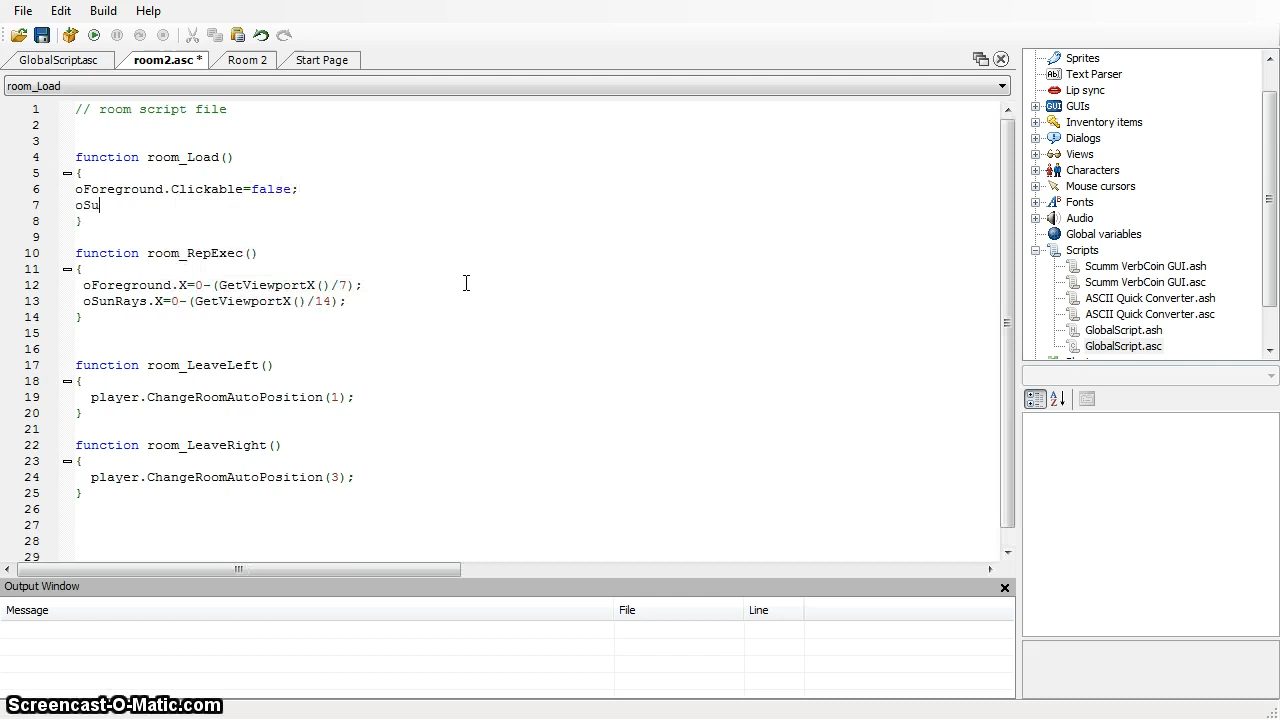 File Edit Build Help
GlobalScript.asc room2.asc * Room 2 Start Page
room_Load
1 // room script file
2
3
4 function room_Load()
5 {
6 oForeground.Clickable=false;
7 oSu
8 }
9
10 function room_RepExec()
11 {
12 oForeground.X=0-(GetViewportX()/7);
13 oSunRays.X=0-(GetViewportX()/14);
14 }
15
16
17 function room_LeaveLeft()
18 {
19 player.ChangeRoomAutoPosition(1);
20 }
21
22 function room_LeaveRight()
23 {
24 player.ChangeRoomAutoPosition(3);
25 }
26
27
28
29
Sprites
Text Parser
Lip sync
GUIs
Inventory items
Dialogs
Views
Characters
Mouse cursors
Fonts
Audio
Global variables
Scripts
Scumm VerbCoin GUI.ash
Scumm VerbCoin GUI.asc
ASCII Quick Converter.ash
ASCII Quick Converter.asc
GlobalScript.ash
GlobalScript.asc
Output Window
Message File Line
Screencast-O-Matic.com